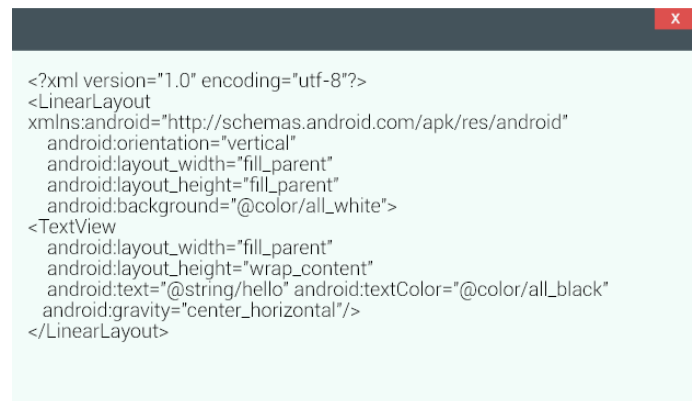 X
<?xml version="1.0" encoding="utf-8"?>
<LinearLayout
xmlns:android="http://schemas.android.com/apk/res/android"
android:orientation="vertical"
android:layout_width="fill_parent"
android:layout_height="fill_parent"
android:background="@color/all_white">
<TextView
android:layout_width="fill_parent"
android:layout_height="wrap_content"
android:text="@string/hello" android:textColor="@color/all_black"
android:gravity="center_horizontal"/>
</LinearLayout>